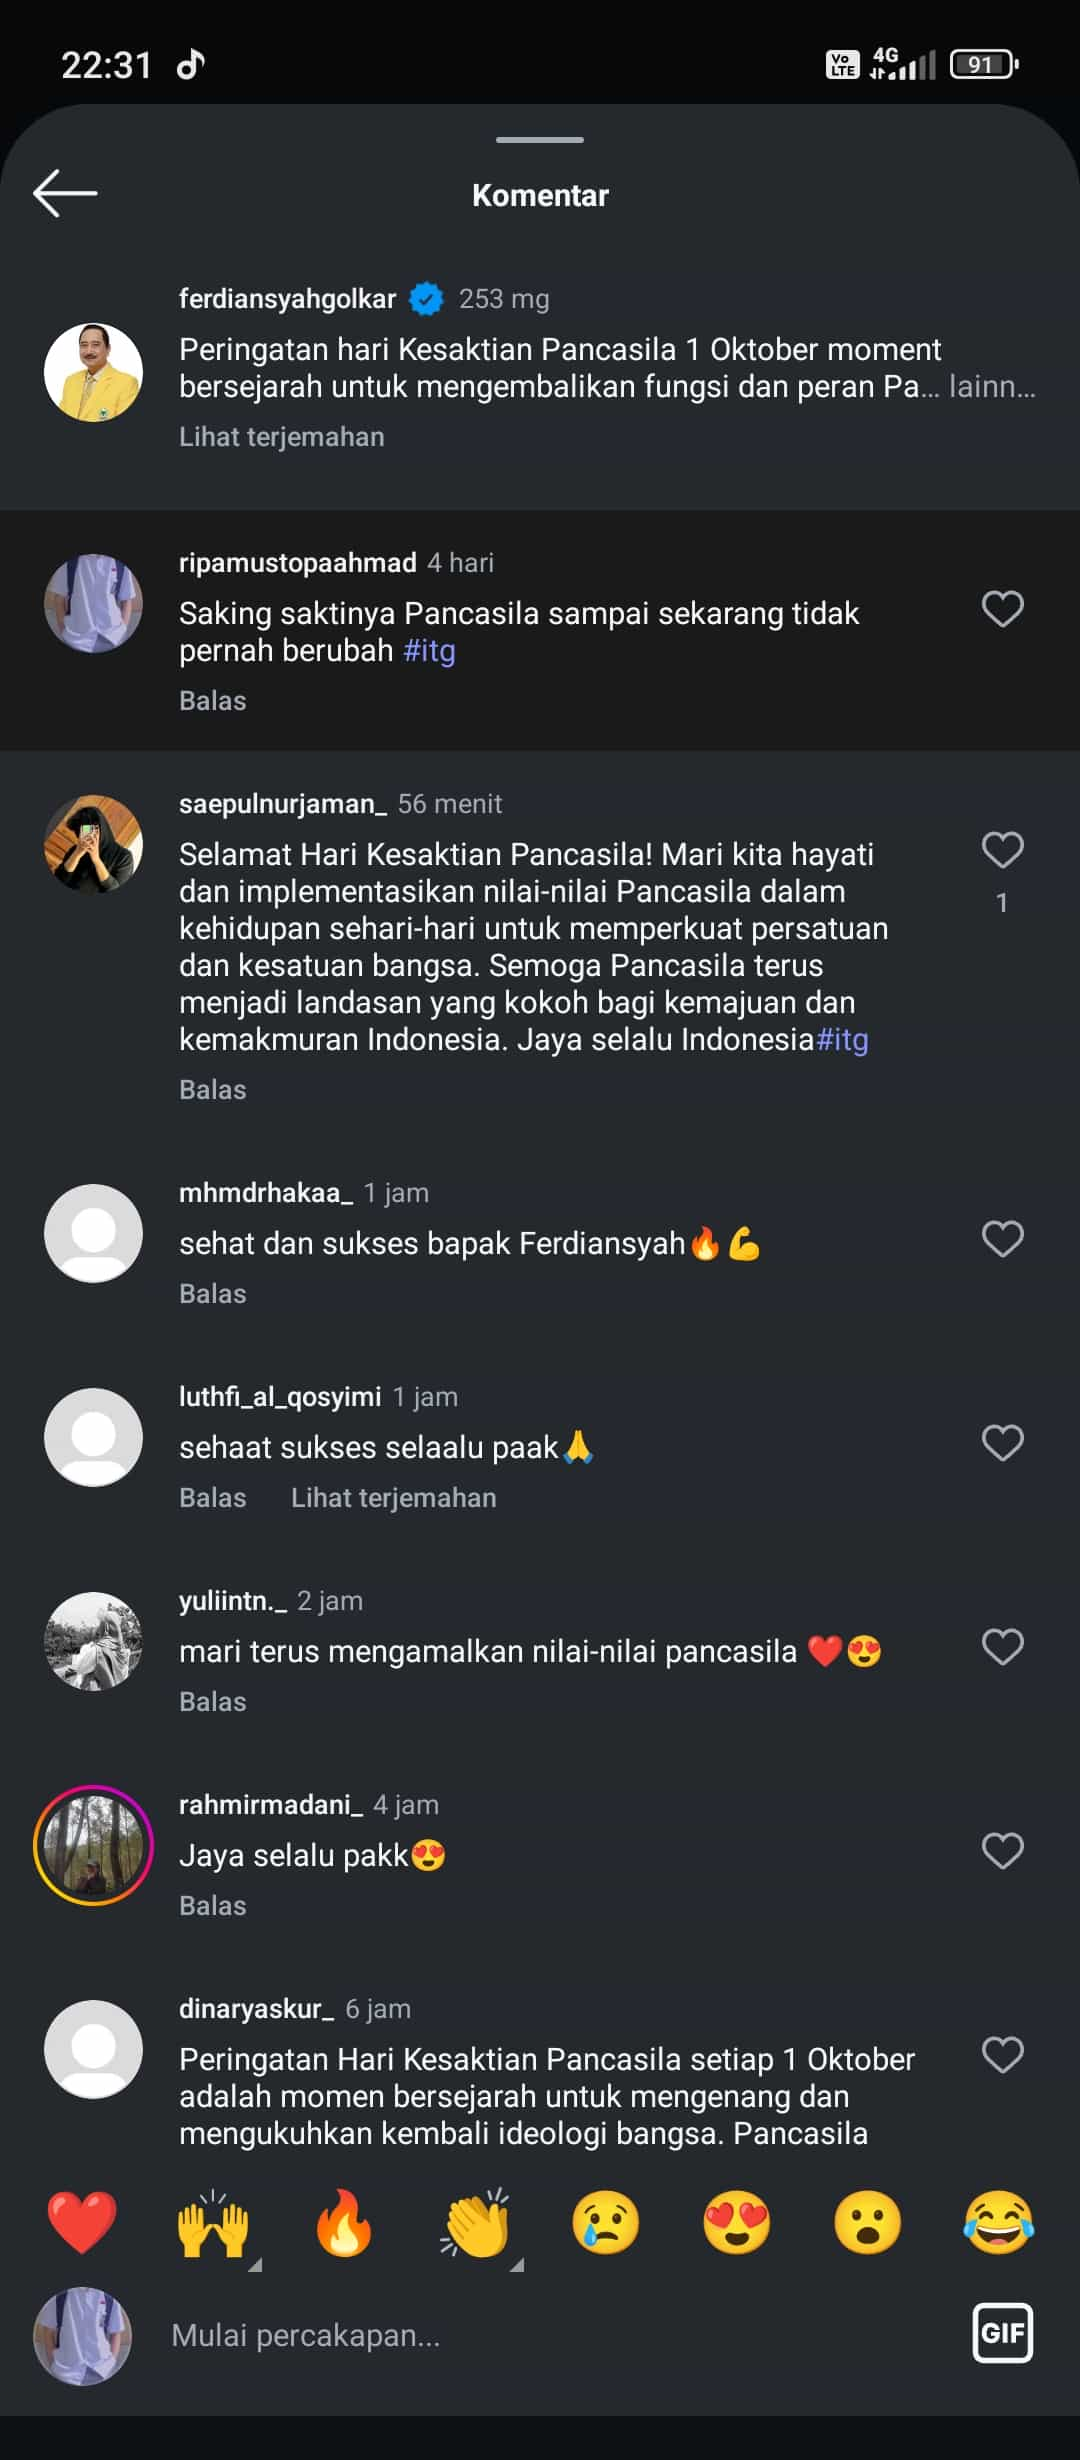 22:31
Vo LTE 4G 91
Komentar
ferdiansyahgolkar 253 mg
Peringatan hari Kesaktian Pancasila 1 Oktober moment
bersejarah untuk mengembalikan fungsi dan peran Pa... lainn...
Lihat terjemahan
ripamustopaahmad 4 hari
Saking saktinya Pancasila sampai sekarang tidak
pernah berubah #itg
Balas
saepulnurjaman_ 56 menit
Selamat Hari Kesaktian Pancasila! Mari kita hayati
dan implementasikan nilai-nilai Pancasila dalam
kehidupan sehari-hari untuk memperkuat persatuan
dan kesatuan bangsa. Semoga Pancasila terus
menjadi landasan yang kokoh bagi kemajuan dan
kemakmuran Indonesia. Jaya selalu Indonesia#itg
1
Balas
mhmdrhakaa_ 1 jam
sehat dan sukses bapak Ferdiansyah🔥💪
Balas
luthfi_al_qosyimi 1 jam
sehaat sukses selaalu paak🙏
Balas Lihat terjemahan
yuliintn._ 2 jam
mari terus mengamalkan nilai-nilai pancasila ❤️😍
Balas
rahmirmadani_ 4 jam
Jaya selalu pakk😍
Balas
dinaryaskur_ 6 jam
Peringatan Hari Kesaktian Pancasila setiap 1 Oktober
adalah momen bersejarah untuk mengenang dan
mengukuhkan kembali ideologi bangsa. Pancasila
❤️🙌🔥👏😢😍😮😂
Mulai percakapan...
GIF